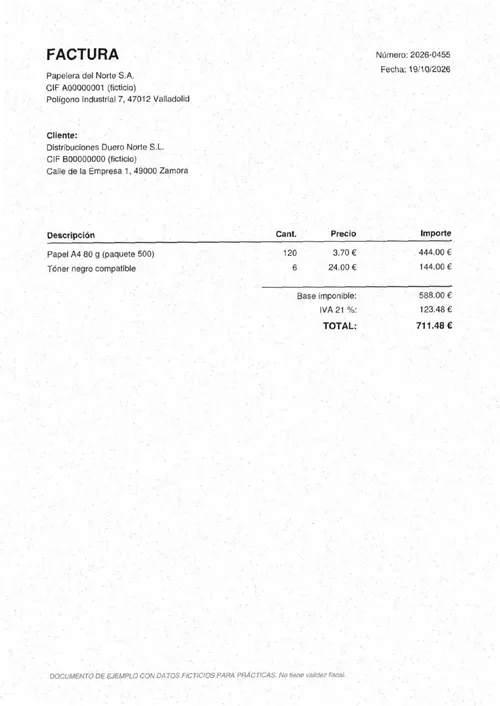 FACTURA
Número: 2026-0455
Fecha: 19/10/2026
Papelera del Norte S.A.
CIF A00000001 (ficticio)
Polígono Industrial 7, 47012 Valladolid
Cliente:
Distribuciones Duero Norte S.L.
CIF B00000000 (ficticio)
Calle de la Empresa 1, 49000 Zamora
Descripción Cant. Precio Importe
Papel A4 80 g (paquete 500) 120 3.70 € 444.00 €
Tóner negro compatible 6 24.00 € 144.00 €
Base imponible: 588.00 €
IVA 21 %: 123.48 €
TOTAL: 711.48 €
DOCUMENTO DE EJEMPLO CON DATOS FICTICIOS PARA PRÁCTICAS. No tiene validez fiscal.